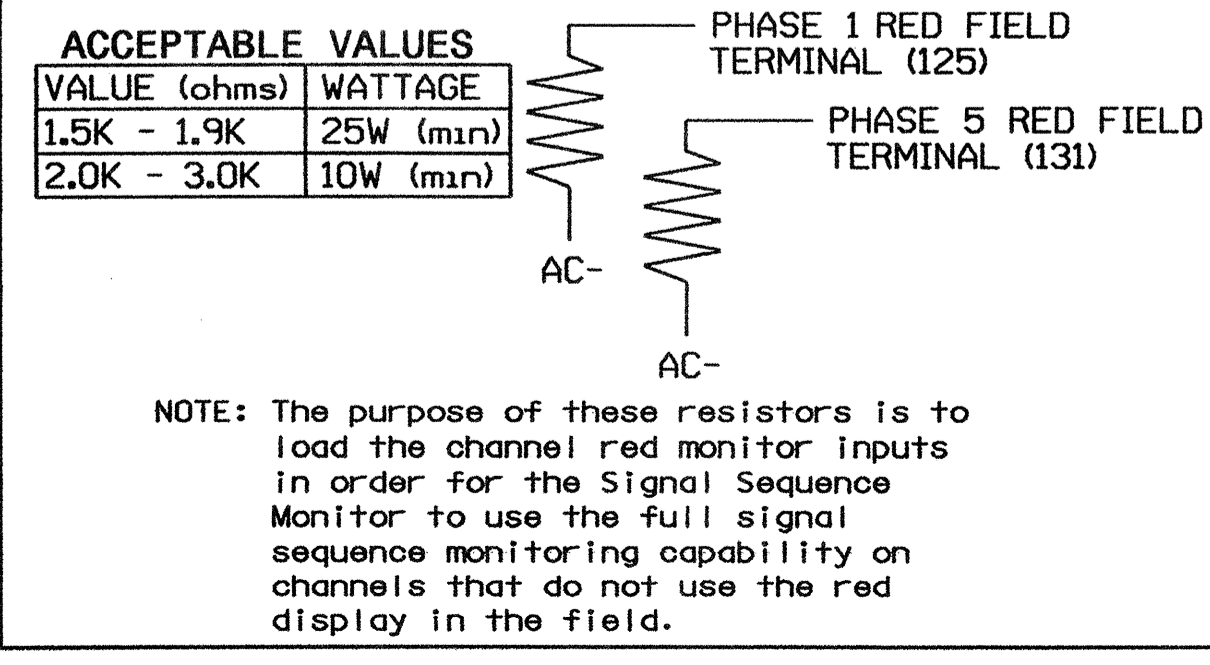 ACCEPTABLE VALUES
VALUE (ohms) WATTAGE
1.5K - 1.9K 25W (min)
2.0K - 3.0K 10W (min)
PHASE 1 RED FIELD
TERMINAL (125)
PHASE 5 RED FIELD
TERMINAL (131)
AC-
AC-
NOTE: The purpose of these resistors is to
load the channel red monitor inputs
in order for the Signal Sequence
Monitor to use the full signal
sequence monitoring capability on
channels that do not use the red
display in the field.